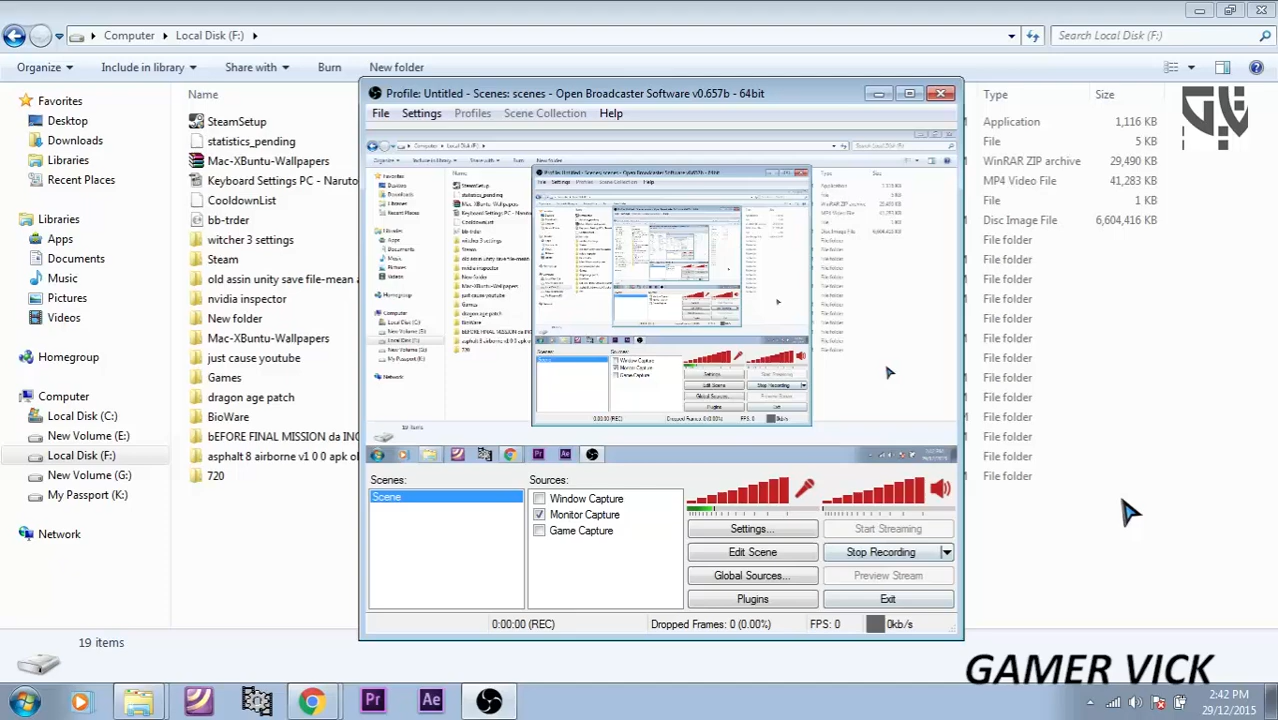 Computer
Local Disk (F:)
Search Local Disk (F:)
Organize
Include in library
Share with
Burn
New folder
Favorites
Desktop
Downloads
Libraries
Recent Places
Libraries
Apps
Documents
Music
Pictures
Videos
Homegroup
Computer
Local Disk (C:)
New Volume (E:)
Local Disk (F:)
New Volume (G:)
My Passport (K:)
Network
Name
SteamSetup
statistics_pending
Mac-XBuntu-Wallpapers
Keyboard Settings PC - Naruto
CooldownList
bb-trder
witcher 3 settings
Steam
old assin unity save file-mean a
nvidia inspector
New folder
Mac-XBuntu-Wallpapers
just cause youtube
Games
dragon age patch
BioWare
bEFORE FINAL MISSION da INQ
asphalt 8 airborne v1 0 0 apk ob
720
Type
Size
Application
1,116 KB
File
5 KB
WinRAR ZIP archive
29,490 KB
MP4 Video File
41,283 KB
File
1 KB
Disc Image File
6,604,416 KB
File folder
File folder
File folder
File folder
File folder
File folder
File folder
File folder
File folder
File folder
File folder
File folder
File folder
Profile: Untitled - Scenes: scenes - Open Broadcaster Software v0.657b - 64bit
File
Settings
Profiles
Scene Collection
Help
Scenes:
Scene
Sources:
Window Capture
Monitor Capture
Game Capture
Settings...
Start Streaming
Edit Scene
Stop Recording
Global Sources...
Preview Stream
Plugins
Exit
0:00:00 (REC)
Dropped Frames: 0 (0.00%)
FPS: 0
0kb/s
19 items
GAMER VICK
Pr
Ae
2:42 PM
29/12/2015